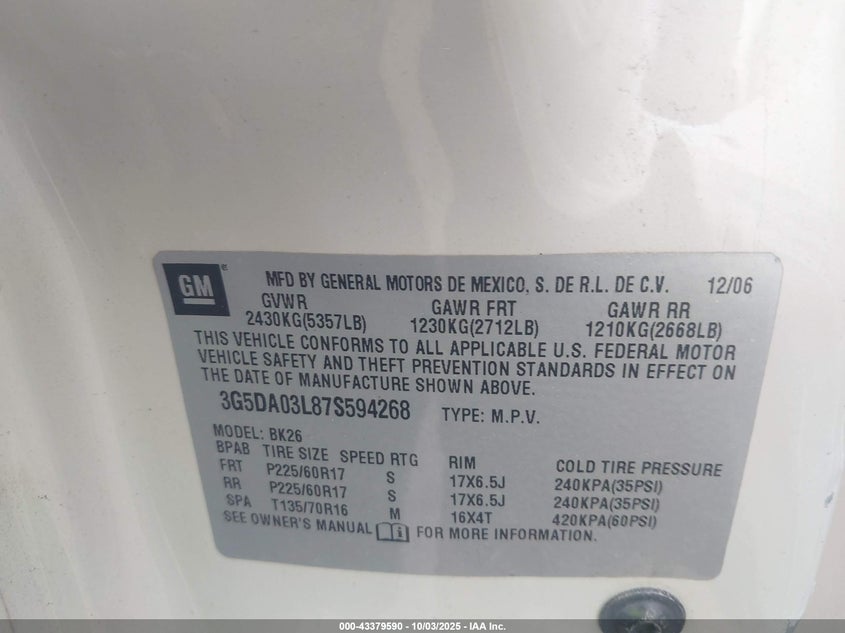 GM ®
MFD BY GENERAL MOTORS DE MEXICO, S. DE R.L. DE C.V. 12/06
GVWR GAWR FRT GAWR RR
2430KG(5357LB) 1230KG(2712LB) 1210KG(2668LB)
THIS VEHICLE CONFORMS TO ALL APPLICABLE U.S. FEDERAL MOTOR
VEHICLE SAFETY AND THEFT PREVENTION STANDARDS IN EFFECT ON
THE DATE OF MANUFACTURE SHOWN ABOVE.
3G5DA03L87S594268 TYPE: M.P.V.
MODEL: BK26
BPAB TIRE SIZE SPEED RTG RIM COLD TIRE PRESSURE
FRT P225/60R17 S 17X6.5J 240KPA(35PSI)
RR P225/60R17 S 17X6.5J 240KPA(35PSI)
SPA T135/70R16 M 16X4T 420KPA(60PSI)
SEE OWNER'S MANUAL i FOR MORE INFORMATION.
000-43379590 - 10/03/2025 - IAA Inc.